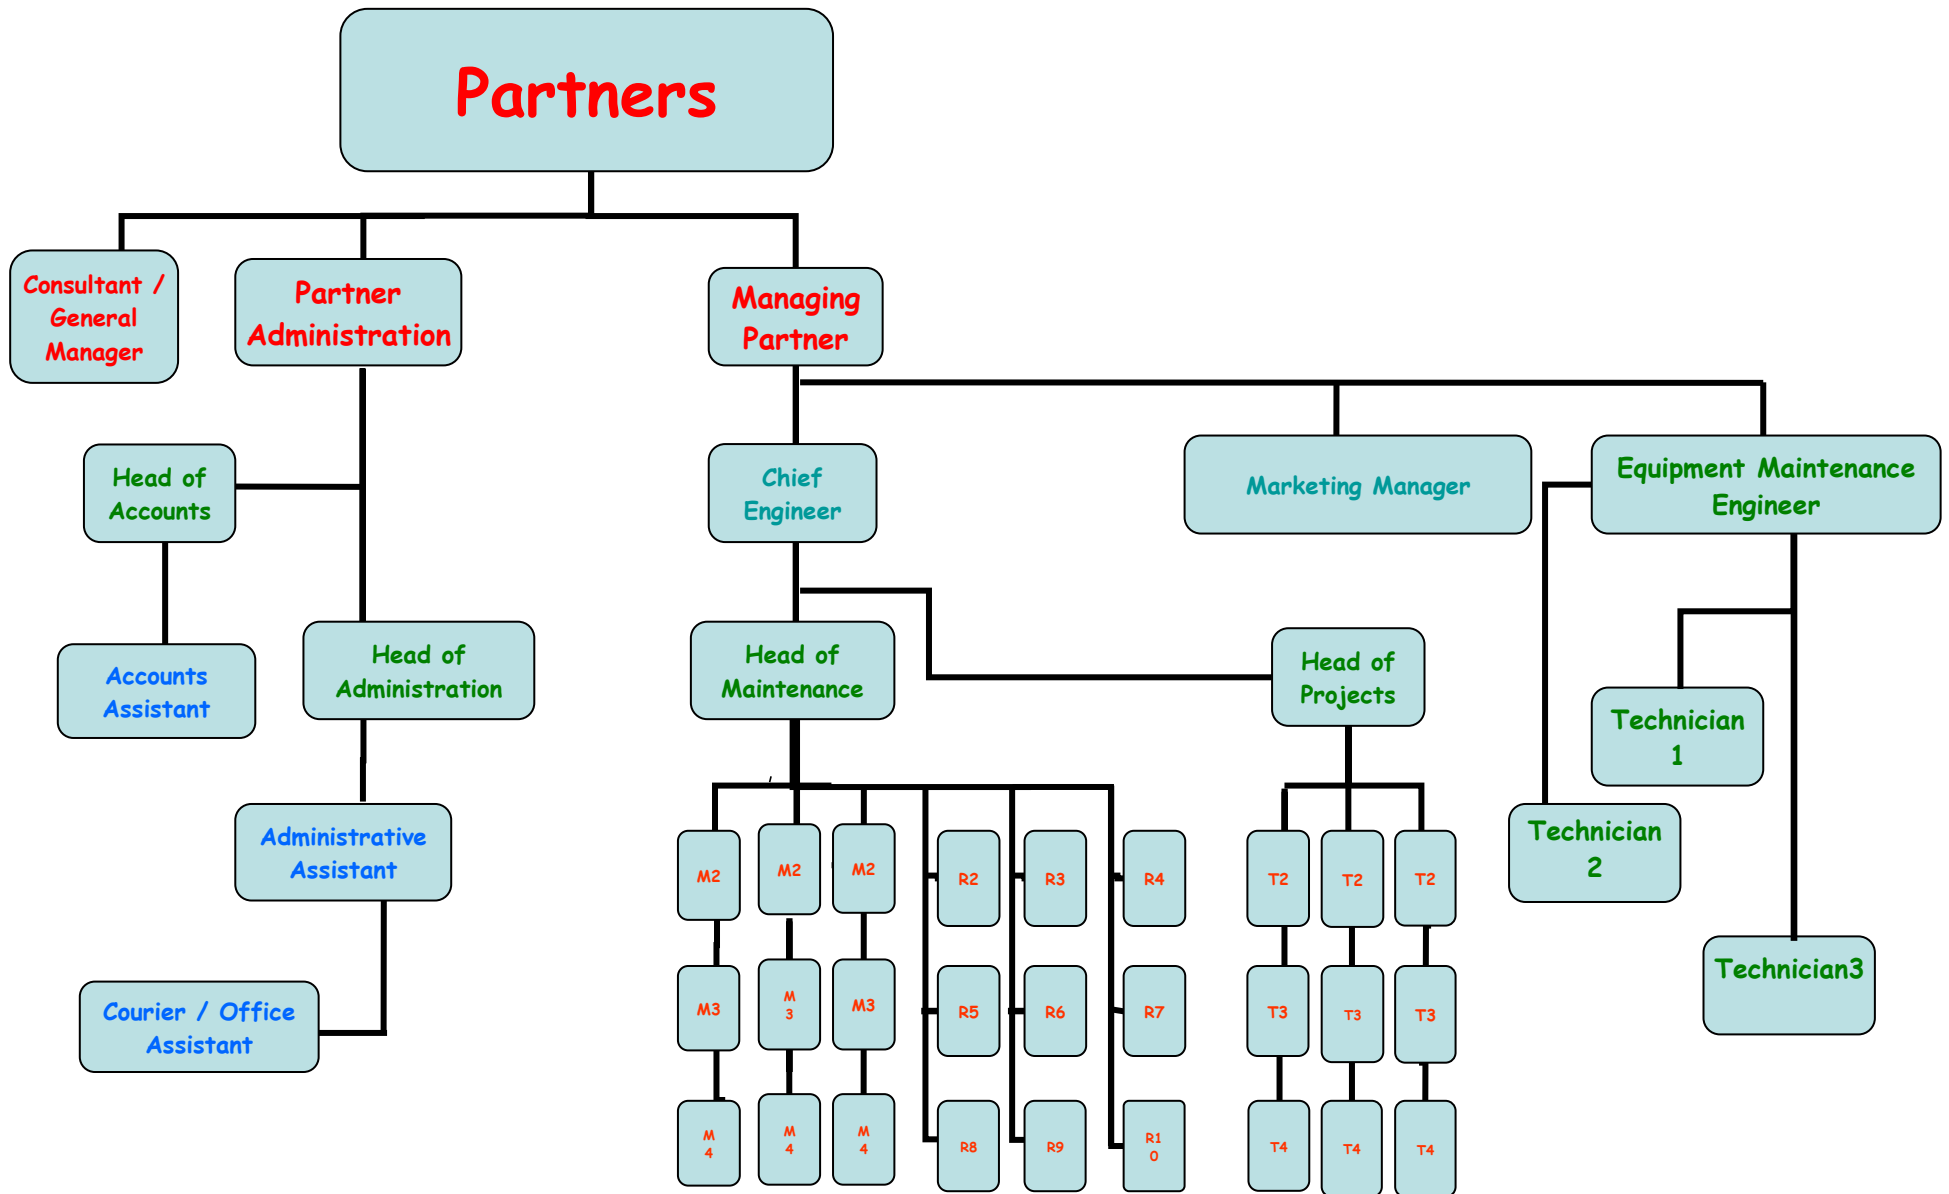 Partners
Consultant /
General
Manager
Partner
Administration
Managing
Partner
Head of
Accounts
Chief
Engineer
Marketing Manager
Equipment Maintenance
Engineer
Accounts
Assistant
Head of
Administration
Head of
Maintenance
Head of
Projects
Technician
1
Administrative
Assistant
Technician
2
M2
M2
M2
R2
R3
R4
T2
T2
T2
Technician3
Courier / Office
Assistant
M3
M
3
M3
R5
R6
R7
T3
T3
T3
M
4
M
4
M
4
R8
R9
R1
0
T4
T4
T4